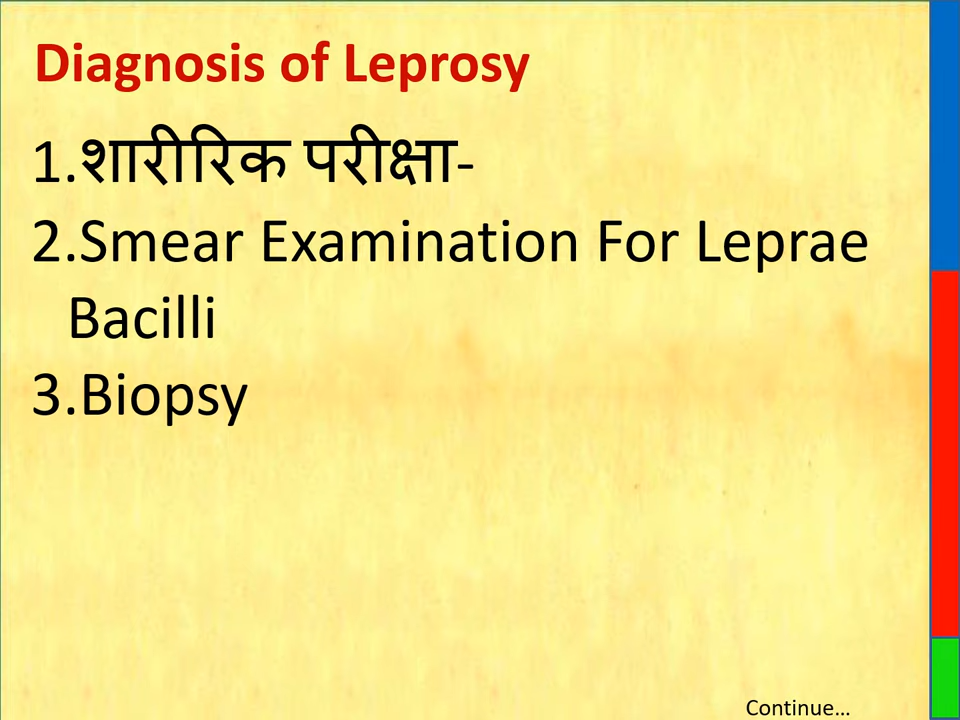 Diagnosis of Leprosy
1.शारीरिक परीक्षा-
2.Smear Examination For Leprae
Bacilli
3.Biopsy
Continue...